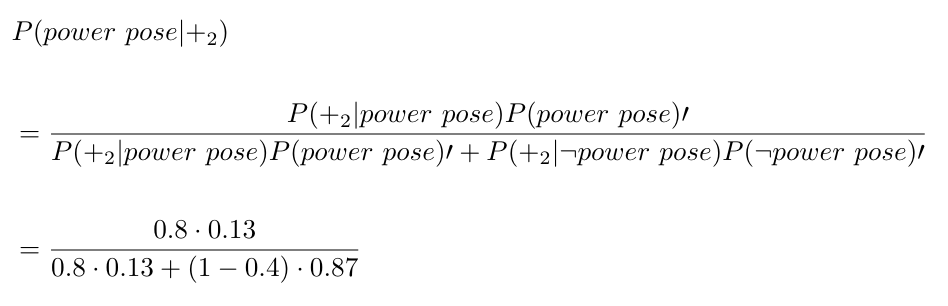 P(power pose|+₂)
= P(+₂|power pose)P(power pose)′ / P(+₂|power pose)P(power pose)′ + P(+₂|¬power pose)P(¬power pose)′
= 0.8 · 0.13 / 0.8 · 0.13 + (1 − 0.4) · 0.87